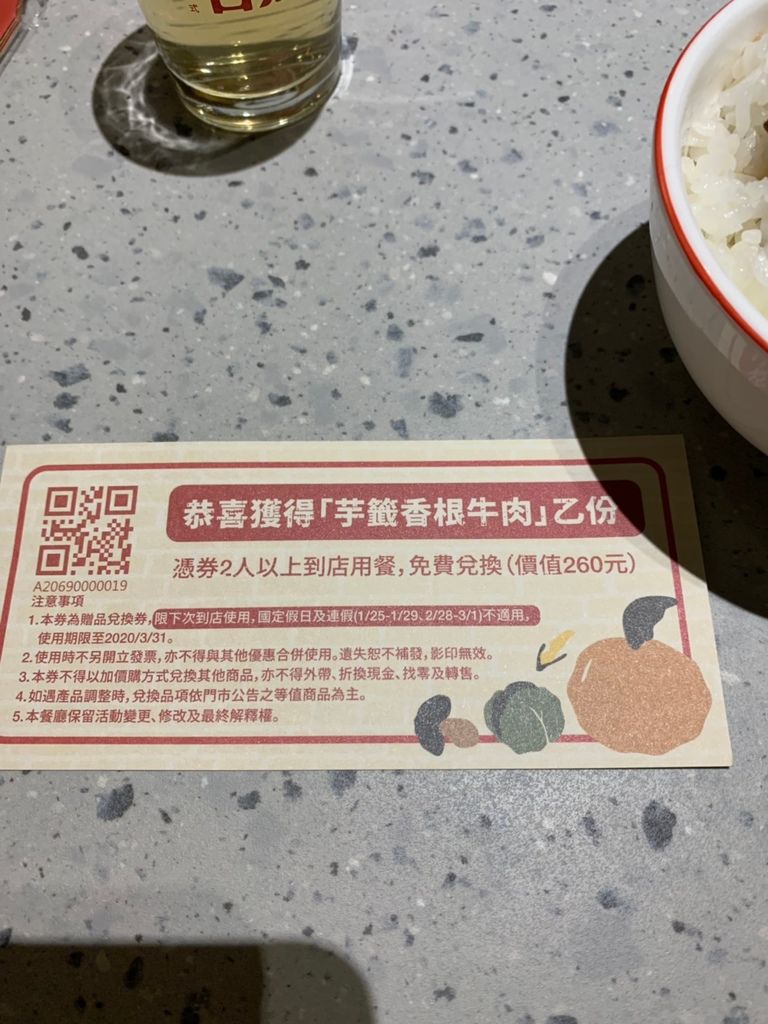 式
恭喜獲得「芋籤香根牛肉」乙份
憑券2人以上到店用餐,免費兌換(價值260元)
A20690000019
注意事項
1.本券為贈品兌換券,限下次到店使用,國定假日及連假(1/25-1/29、2/28-3/1)不適用,
使用期限至2020/3/31。
2.使用時不另開立發票,亦不得與其他優惠合併使用。遺失恕不補發,影印無效。
3.本券不得以加價購方式兌換其他商品,亦不得外帶、折換現金、找零及轉售。
4.如遇產品調整時,兌換品項依門市公告之等值商品為主。
5.本餐廳保留活動變更、修改及最終解釋權。